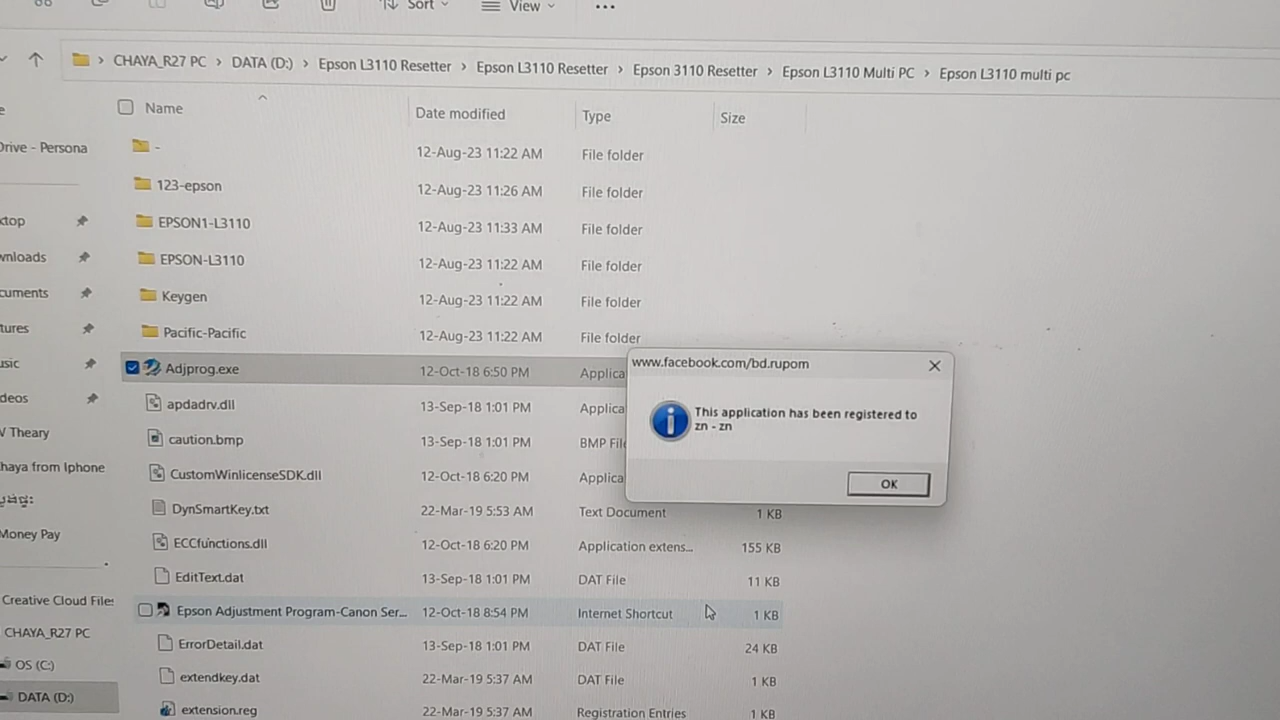 Sort
View
CHAYA_R27 PC > DATA (D:) > Epson L3110 Resetter > Epson L3110 Resetter > Epson 3110 Resetter > Epson L3110 Multi PC > Epson L3110 multi pc
Name Date modified Type Size
Drive - Persona
- 12-Aug-23 11:22 AM File folder
123-epson 12-Aug-23 11:26 AM File folder
ktop
EPSON1-L3110 12-Aug-23 11:33 AM File folder
wnloads
EPSON-L3110 12-Aug-23 11:22 AM File folder
cuments
Keygen 12-Aug-23 11:22 AM File folder
tures
Pacific-Pacific 12-Aug-23 11:22 AM File folder
usic
Adjprog.exe 12-Oct-18 6:50 PM Applica
www.facebook.com/bd.rupom
This application has been registered to
zn - zn
OK
deos
apdadrv.dll 13-Sep-18 1:01 PM Applica
V Theary
caution.bmp 13-Sep-18 1:01 PM BMP File
haya from Iphone
CustomWinlicenseSDK.dll 12-Oct-18 6:20 PM Applica
DynSmartKey.txt 22-Mar-19 5:53 AM Text Document 1 KB
Money Pay
ECCfunctions.dll 12-Oct-18 6:20 PM Application extens... 155 KB
EditText.dat 13-Sep-18 1:01 PM DAT File 11 KB
Creative Cloud Files
Epson Adjustment Program-Canon Ser... 12-Oct-18 8:54 PM Internet Shortcut 1 KB
CHAYA_R27 PC
ErrorDetail.dat 13-Sep-18 1:01 PM DAT File 24 KB
OS (C:)
extendkey.dat 22-Mar-19 5:37 AM DAT File 1 KB
DATA (D:)
extension.reg 22-Mar-19 5:37 AM Registration Entries 1 KB